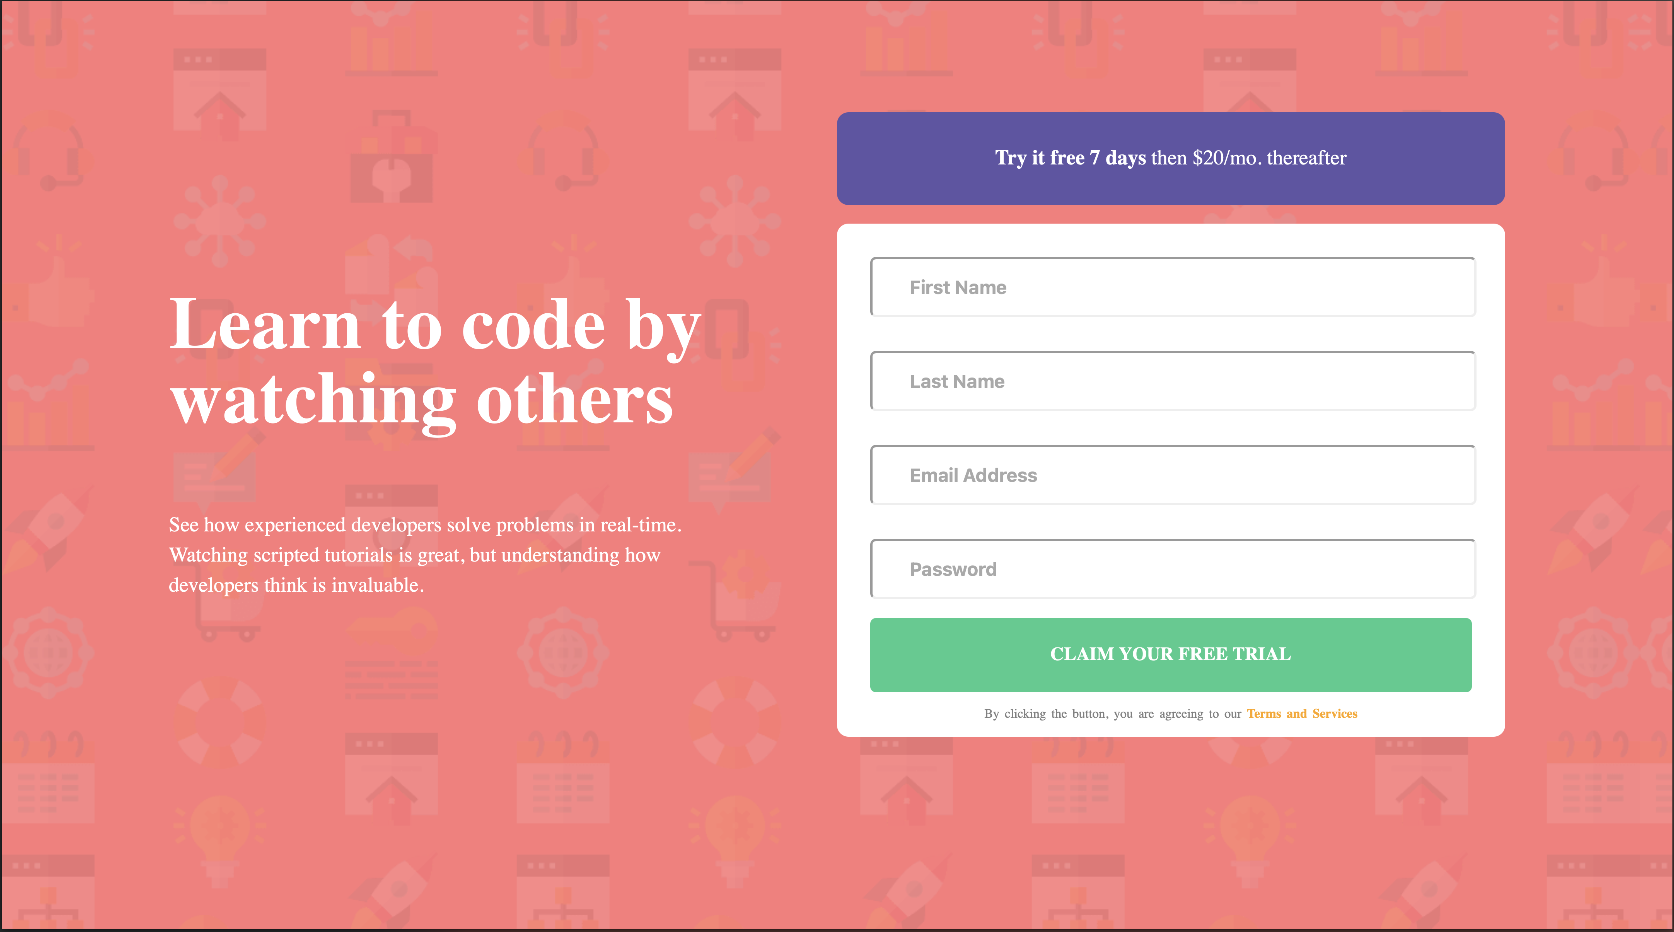 Learn to code by
watching others
See how experienced developers solve problems in real-time.
Watching scripted tutorials is great, but understanding how
developers think is invaluable.
Try it free 7 days then $20/mo. thereafter
First Name
Last Name
Email Address
Password
CLAIM YOUR FREE TRIAL
By clicking the button, you are agreeing to our Terms and Services